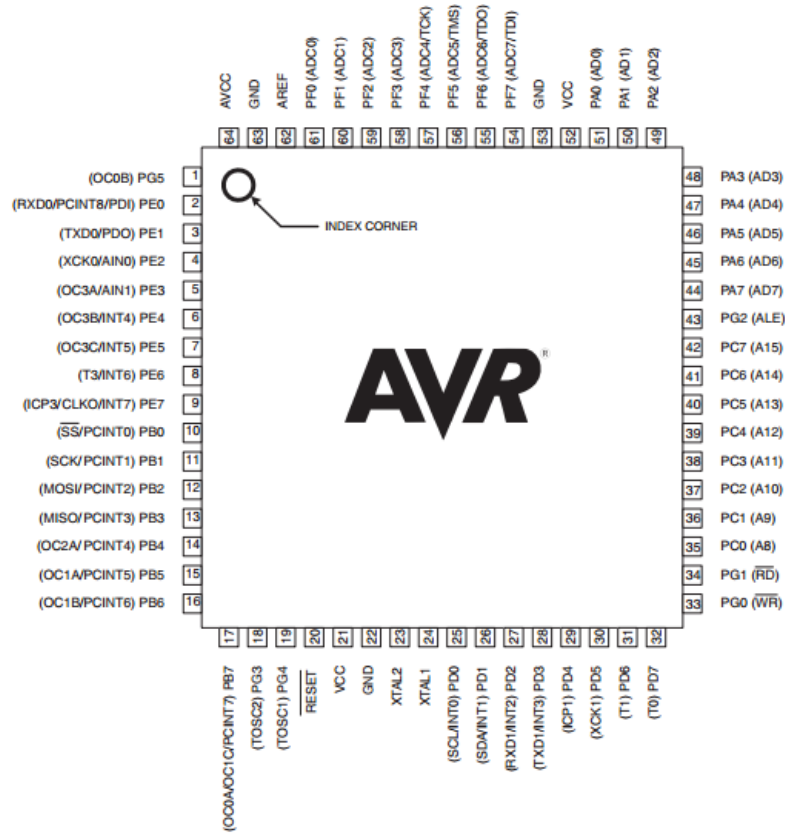 AVCC
GND
AREF
PF0 (ADC0)
PF1 (ADC1)
PF2 (ADC2)
PF3 (ADC3)
PF4 (ADC4/TCK)
PF5 (ADC5/TMS)
PF6 (ADC6/TDO)
PF7 (ADC7/TDI)
GND
VCC
PA0 (AD0)
PA1 (AD1)
PA2 (AD2)
64
63
62
61
60
59
58
57
56
55
54
53
52
51
50
49
(OC0B) PG5 1
(RXD0/PCINT8/PDI) PE0 2
(TXD0/PDO) PE1 3
(XCK0/AIN0) PE2 4
(OC3A/AIN1) PE3 5
(OC3B/INT4) PE4 6
(OC3C/INT5) PE5 7
(T3/INT6) PE6 8
(ICP3/CLKO/INT7) PE7 9
(SS/PCINT0) PB0 10
(SCK/PCINT1) PB1 11
(MOSI/PCINT2) PB2 12
(MISO/PCINT3) PB3 13
(OC2A/PCINT4) PB4 14
(OC1A/PCINT5) PB5 15
(OC1B/PCINT6) PB6 16
INDEX CORNER
AVR®
48 PA3 (AD3)
47 PA4 (AD4)
46 PA5 (AD5)
45 PA6 (AD6)
44 PA7 (AD7)
43 PG2 (ALE)
42 PC7 (A15)
41 PC6 (A14)
40 PC5 (A13)
39 PC4 (A12)
38 PC3 (A11)
37 PC2 (A10)
36 PC1 (A9)
35 PC0 (A8)
34 PG1 (RD)
33 PG0 (WR)
17
18
19
20
21
22
23
24
25
26
27
28
29
30
31
32
(OC0A/OC1C/PCINT7) PB7
(TOSC2) PG3
(TOSC1) PG4
RESET
VCC
GND
XTAL2
XTAL1
(SCL/INT0) PD0
(SDA/INT1) PD1
(RXD1/INT2) PD2
(TXD1/INT3) PD3
(ICP1) PD4
(XCK1) PD5
(T1) PD6
(T0) PD7